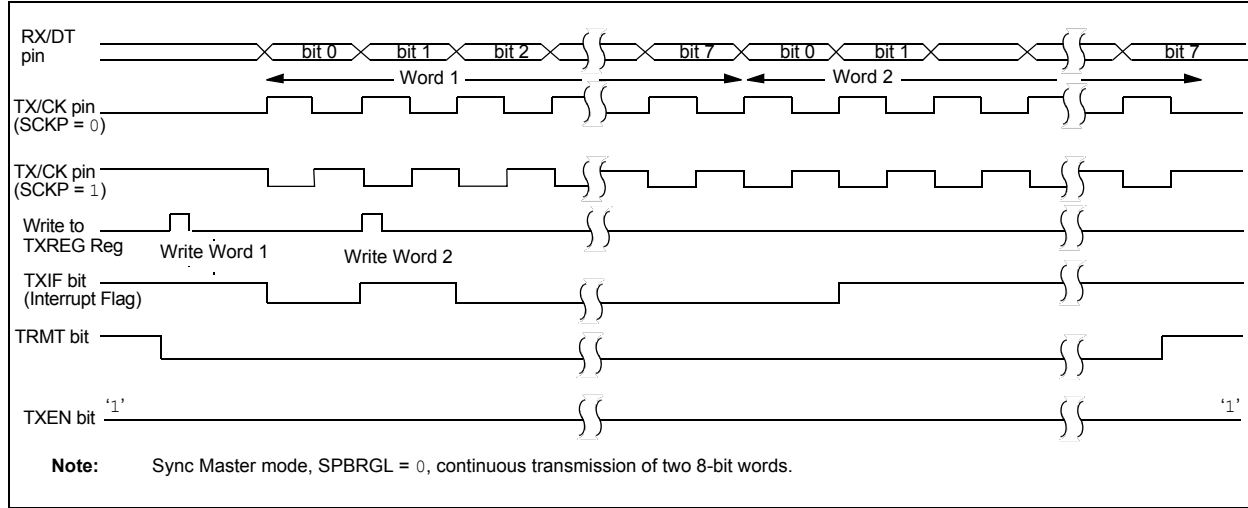 RX/DT
pin
bit 0 bit 1 bit 2 bit 7 bit 0 bit 1 bit 7
Word 1 Word 2
TX/CK pin
(SCKP = 0)
TX/CK pin
(SCKP = 1)
Write to
TXREG Reg
Write Word 1 Write Word 2
TXIF bit
(Interrupt Flag)
TRMT bit
‘1’ ‘1’
TXEN bit
Note: Sync Master mode, SPBRGL = 0, continuous transmission of two 8-bit words.